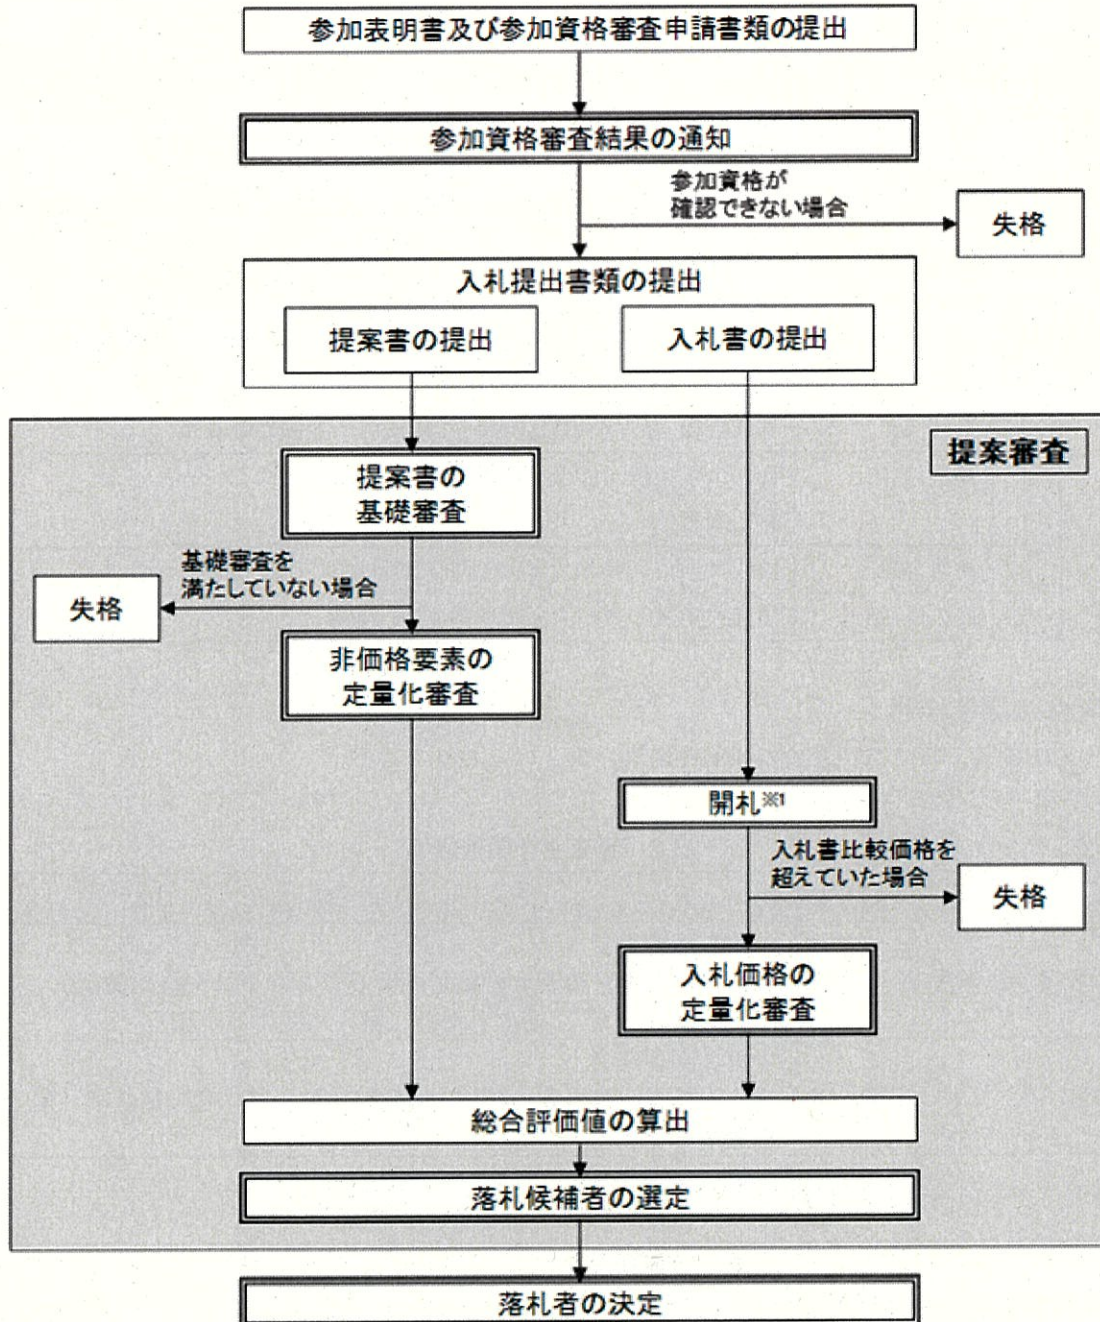 参加表明書及び参加資格審査申請書類の提出
参加資格審査結果の通知
参加資格が
確認できない場合
失格
入札提出書類の提出
提案書の提出
入札書の提出
提案審査
提案書の
基礎審査
基礎審査を
満たしていない場合
失格
非価格要素の
定量化審査
開札※1
入札書比較価格を
超えていた場合
失格
入札価格の
定量化審査
総合評価値の算出
落札候補者の選定
落札者の決定